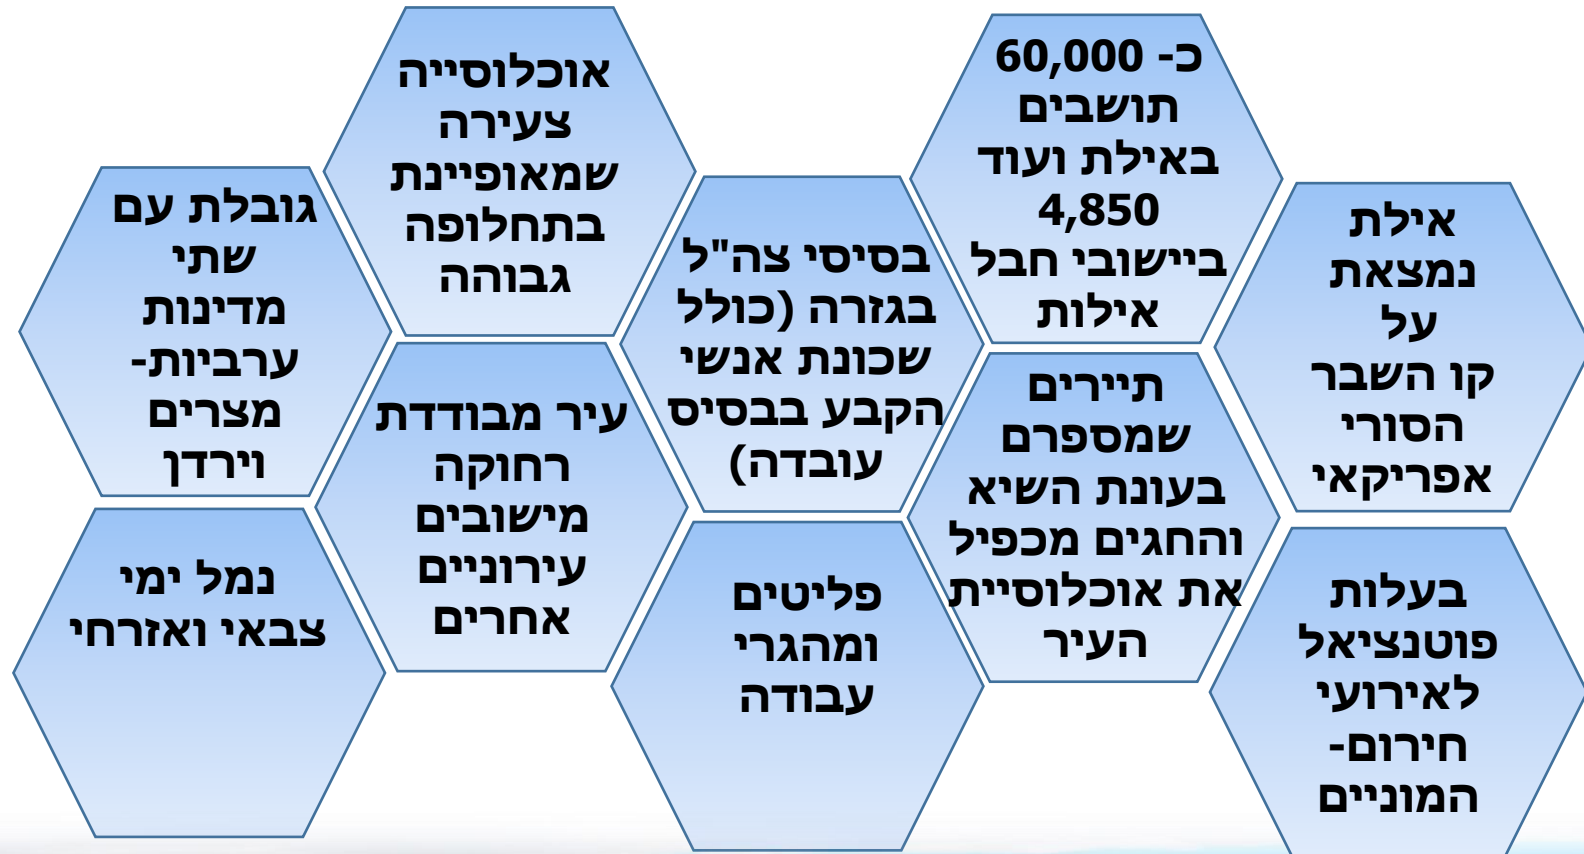 כ- 60,000
תושבים
באילת ועוד
4,850
ביישובי חבל
אילות
אילת
נמצאת
על
קו השבר
הסורי
אפריקאי
אוכלוסייה
צעירה
שמאופיינת
בתחלופה
גבוהה
בסיסי צה"ל
בגזרה (כולל
שכונת אנשי
הקבע בבסיס
עובדה)
גובלת עם
שתי
מדינות
ערביות-
מצרים
וירדן
תיירים
שמספרם
בעונת השיא
והחגים מכפיל
את אוכלוסיית
העיר
עיר מבודדת
רחוקה
מישובים
עירוניים
אחרים
בעלות
פוטנציאל
לאירועי
חירום-
המוניים
פליטים
ומהגרי
עבודה
נמל ימי
צבאי ואזרחי